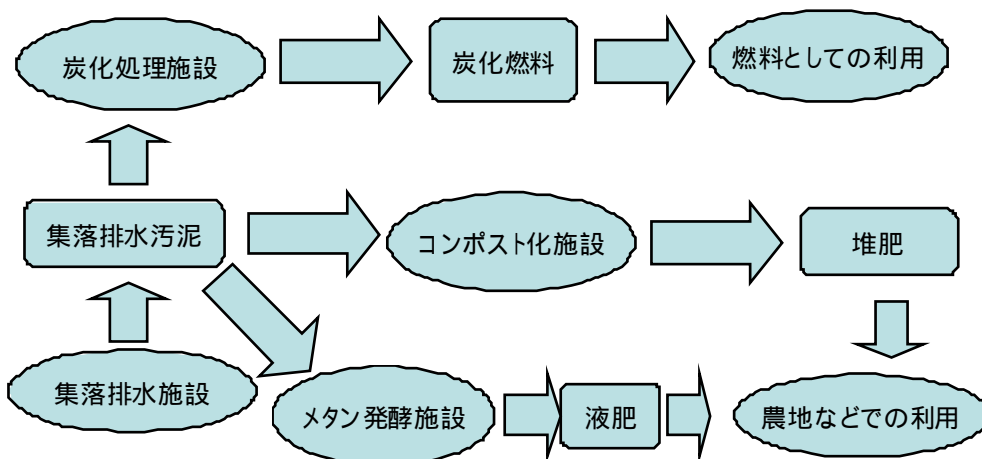 炭化処理施設
炭化燃料
燃料としての利用
集落排水汚泥
コンポスト化施設
堆肥
集落排水施設
メタン発酵施設
液肥
農地などでの利用